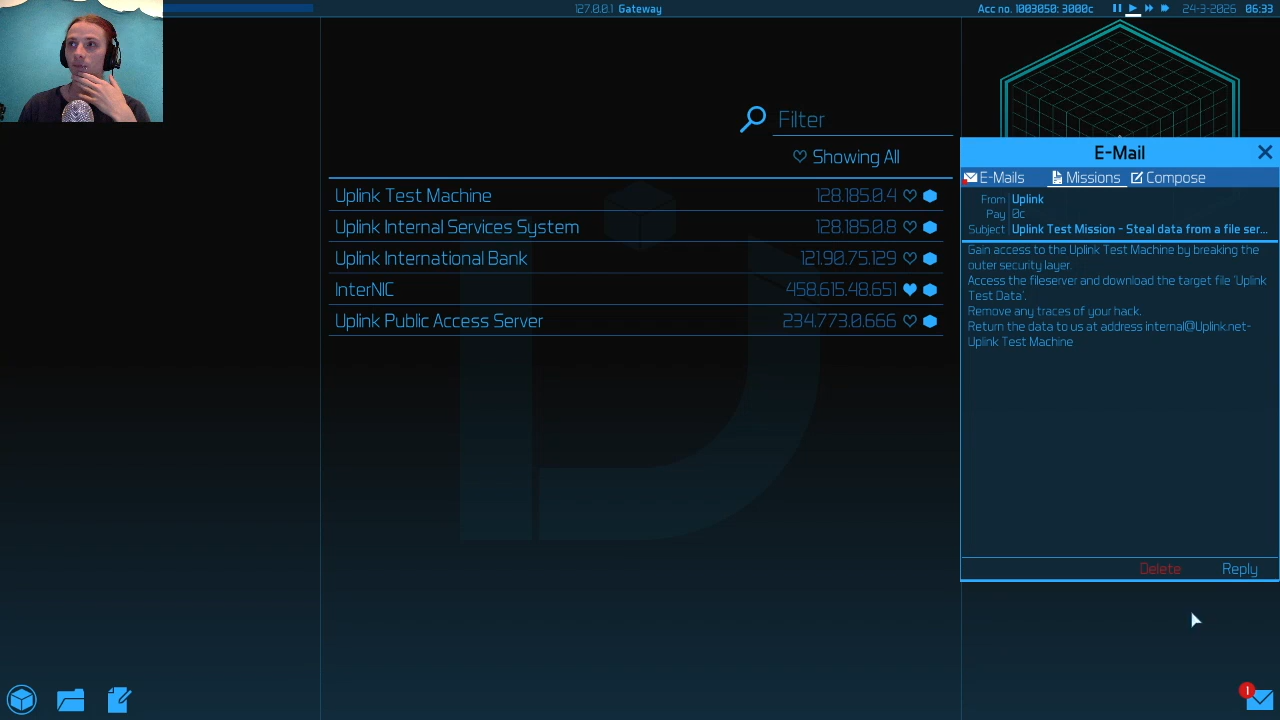 127.0.0.1 Gateway
Acc no. 1003050: 3000c
24-3-2026 06:33
Filter
Showing All
Uplink Test Machine 128.185.0.4
Uplink Internal Services System 128.185.0.8
Uplink International Bank 121.90.75.129
InterNIC 458.615.48.651
Uplink Public Access Server 234.773.0.666
E-Mail
E-Mails Missions Compose
From Uplink
Pay 0c
Subject Uplink Test Mission - Steal data from a file ser...
Gain access to the Uplink Test Machine by breaking the
outer security layer.
Access the fileserver and download the target file 'Uplink
Test Data'.
Remove any traces of your hack.
Return the data to us at address internal@Uplink.net-
Uplink Test Machine
Delete Reply
1